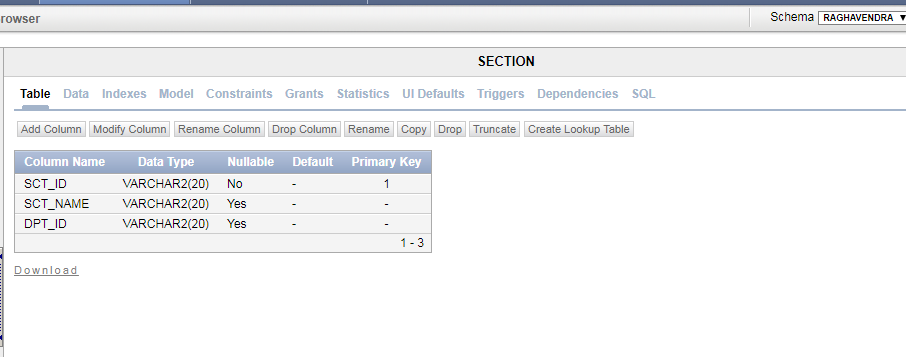 rowser
Schema RAGHAVENDRA
SECTION
Table Data Indexes Model Constraints Grants Statistics UI Defaults Triggers Dependencies SQL
Add Column Modify Column Rename Column Drop Column Rename Copy Drop Truncate Create Lookup Table
Column Name Data Type Nullable Default Primary Key
SCT_ID VARCHAR2(20) No - 1
SCT_NAME VARCHAR2(20) Yes - -
DPT_ID VARCHAR2(20) Yes - -
1 - 3
Download